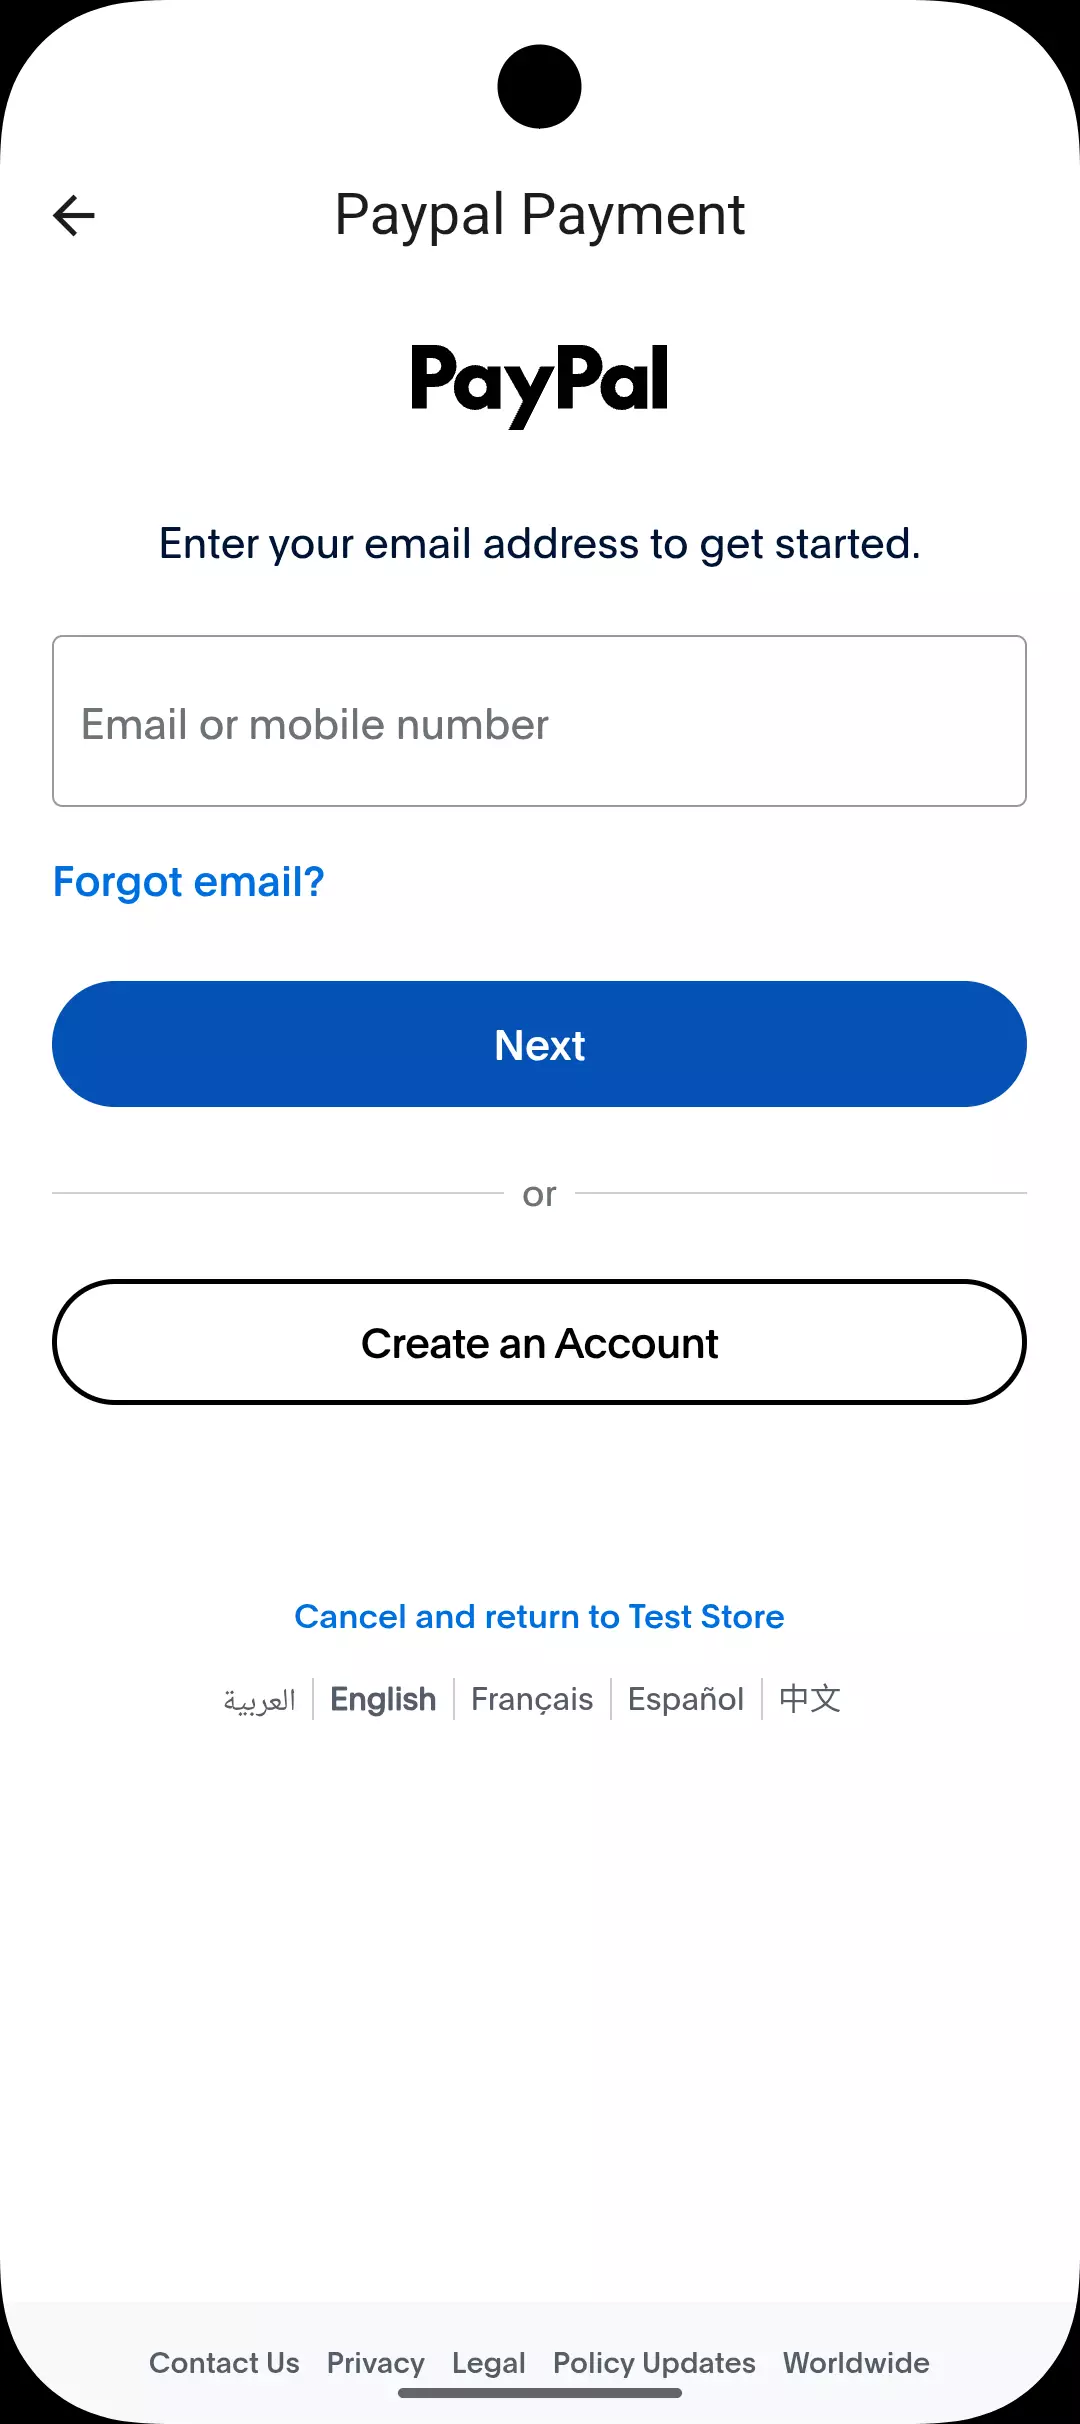 Paypal Payment
PayPal
Enter your email address to get started.
Email or mobile number
Forgot email?
Next
or
Create an Account
Cancel and return to Test Store
العربية English Français Español 中文
Contact Us Privacy Legal Policy Updates Worldwide